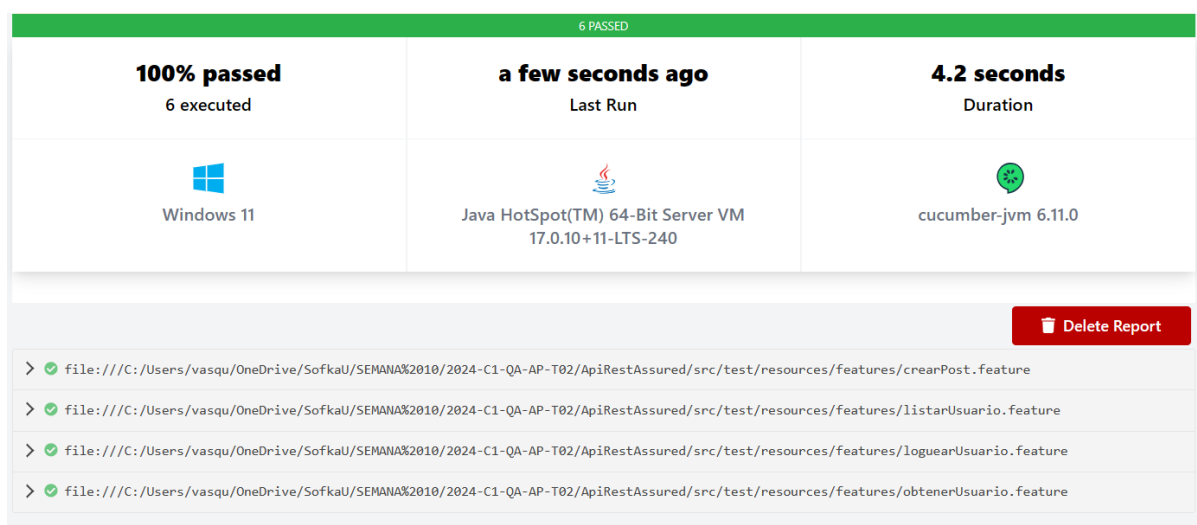 6 PASSED
100% passed
6 executed
a few seconds ago
Last Run
4.2 seconds
Duration
Windows 11
Java HotSpot(TM) 64-Bit Server VM
17.0.10+11-LTS-240
cucumber-jvm 6.11.0
Delete Report
file:///C:/Users/vasqu/OneDrive/SofkaU/SEMANA%2010/2024-C1-QA-AP-T02/ApiRestAssured/src/test/resources/features/crearPost.feature
file:///C:/Users/vasqu/OneDrive/SofkaU/SEMANA%2010/2024-C1-QA-AP-T02/ApiRestAssured/src/test/resources/features/listarUsuario.feature
file:///C:/Users/vasqu/OneDrive/SofkaU/SEMANA%2010/2024-C1-QA-AP-T02/ApiRestAssured/src/test/resources/features/loguearUsuario.feature
file:///C:/Users/vasqu/OneDrive/SofkaU/SEMANA%2010/2024-C1-QA-AP-T02/ApiRestAssured/src/test/resources/features/obtenerUsuario.feature